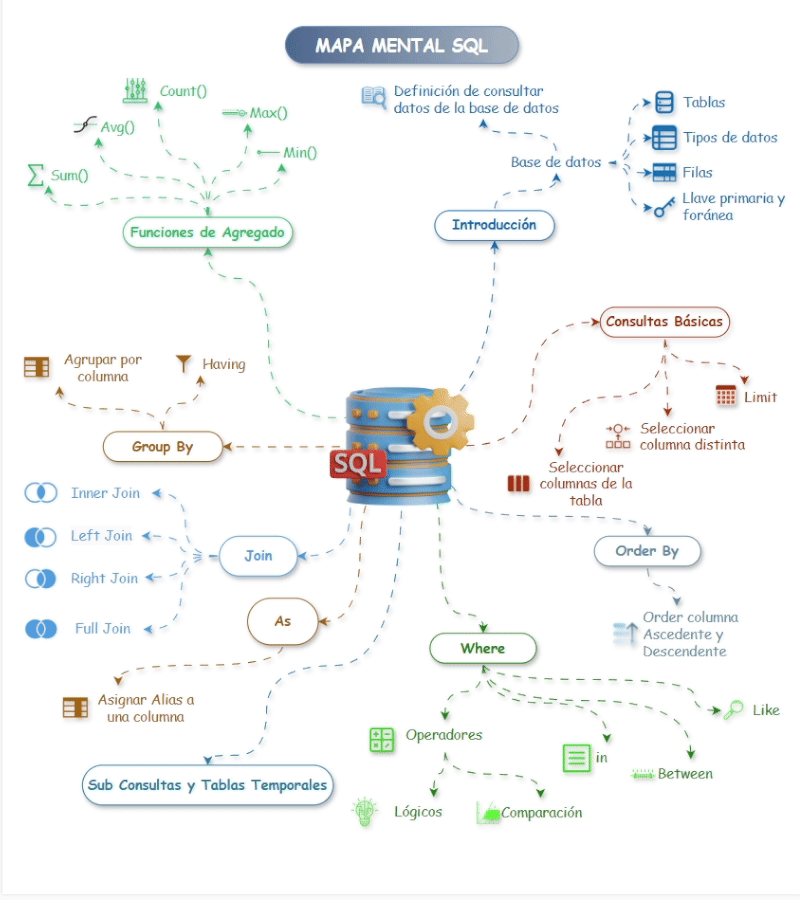 MAPA MENTAL SQL
Count()
Avg()
Max()
Min()
Sum()
Funciones de Agregado
Definición de consultar
datos de la base de datos
Base de datos
Tablas
Tipos de datos
Filas
Llave primaria y
foránea
Introducción
Consultas Básicas
Limit
Seleccionar
columna distinta
Seleccionar
columnas de la
tabla
Agrupar por
columna
Having
Group By
SQL
Inner Join
Left Join
Right Join
Full Join
Join
As
Asignar Alias a
una columna
Order By
Order columna
Ascedente y
Descendente
Where
Operadores
Lógicos
Comparación
in
Between
Like
Sub Consultas y Tablas Temporales